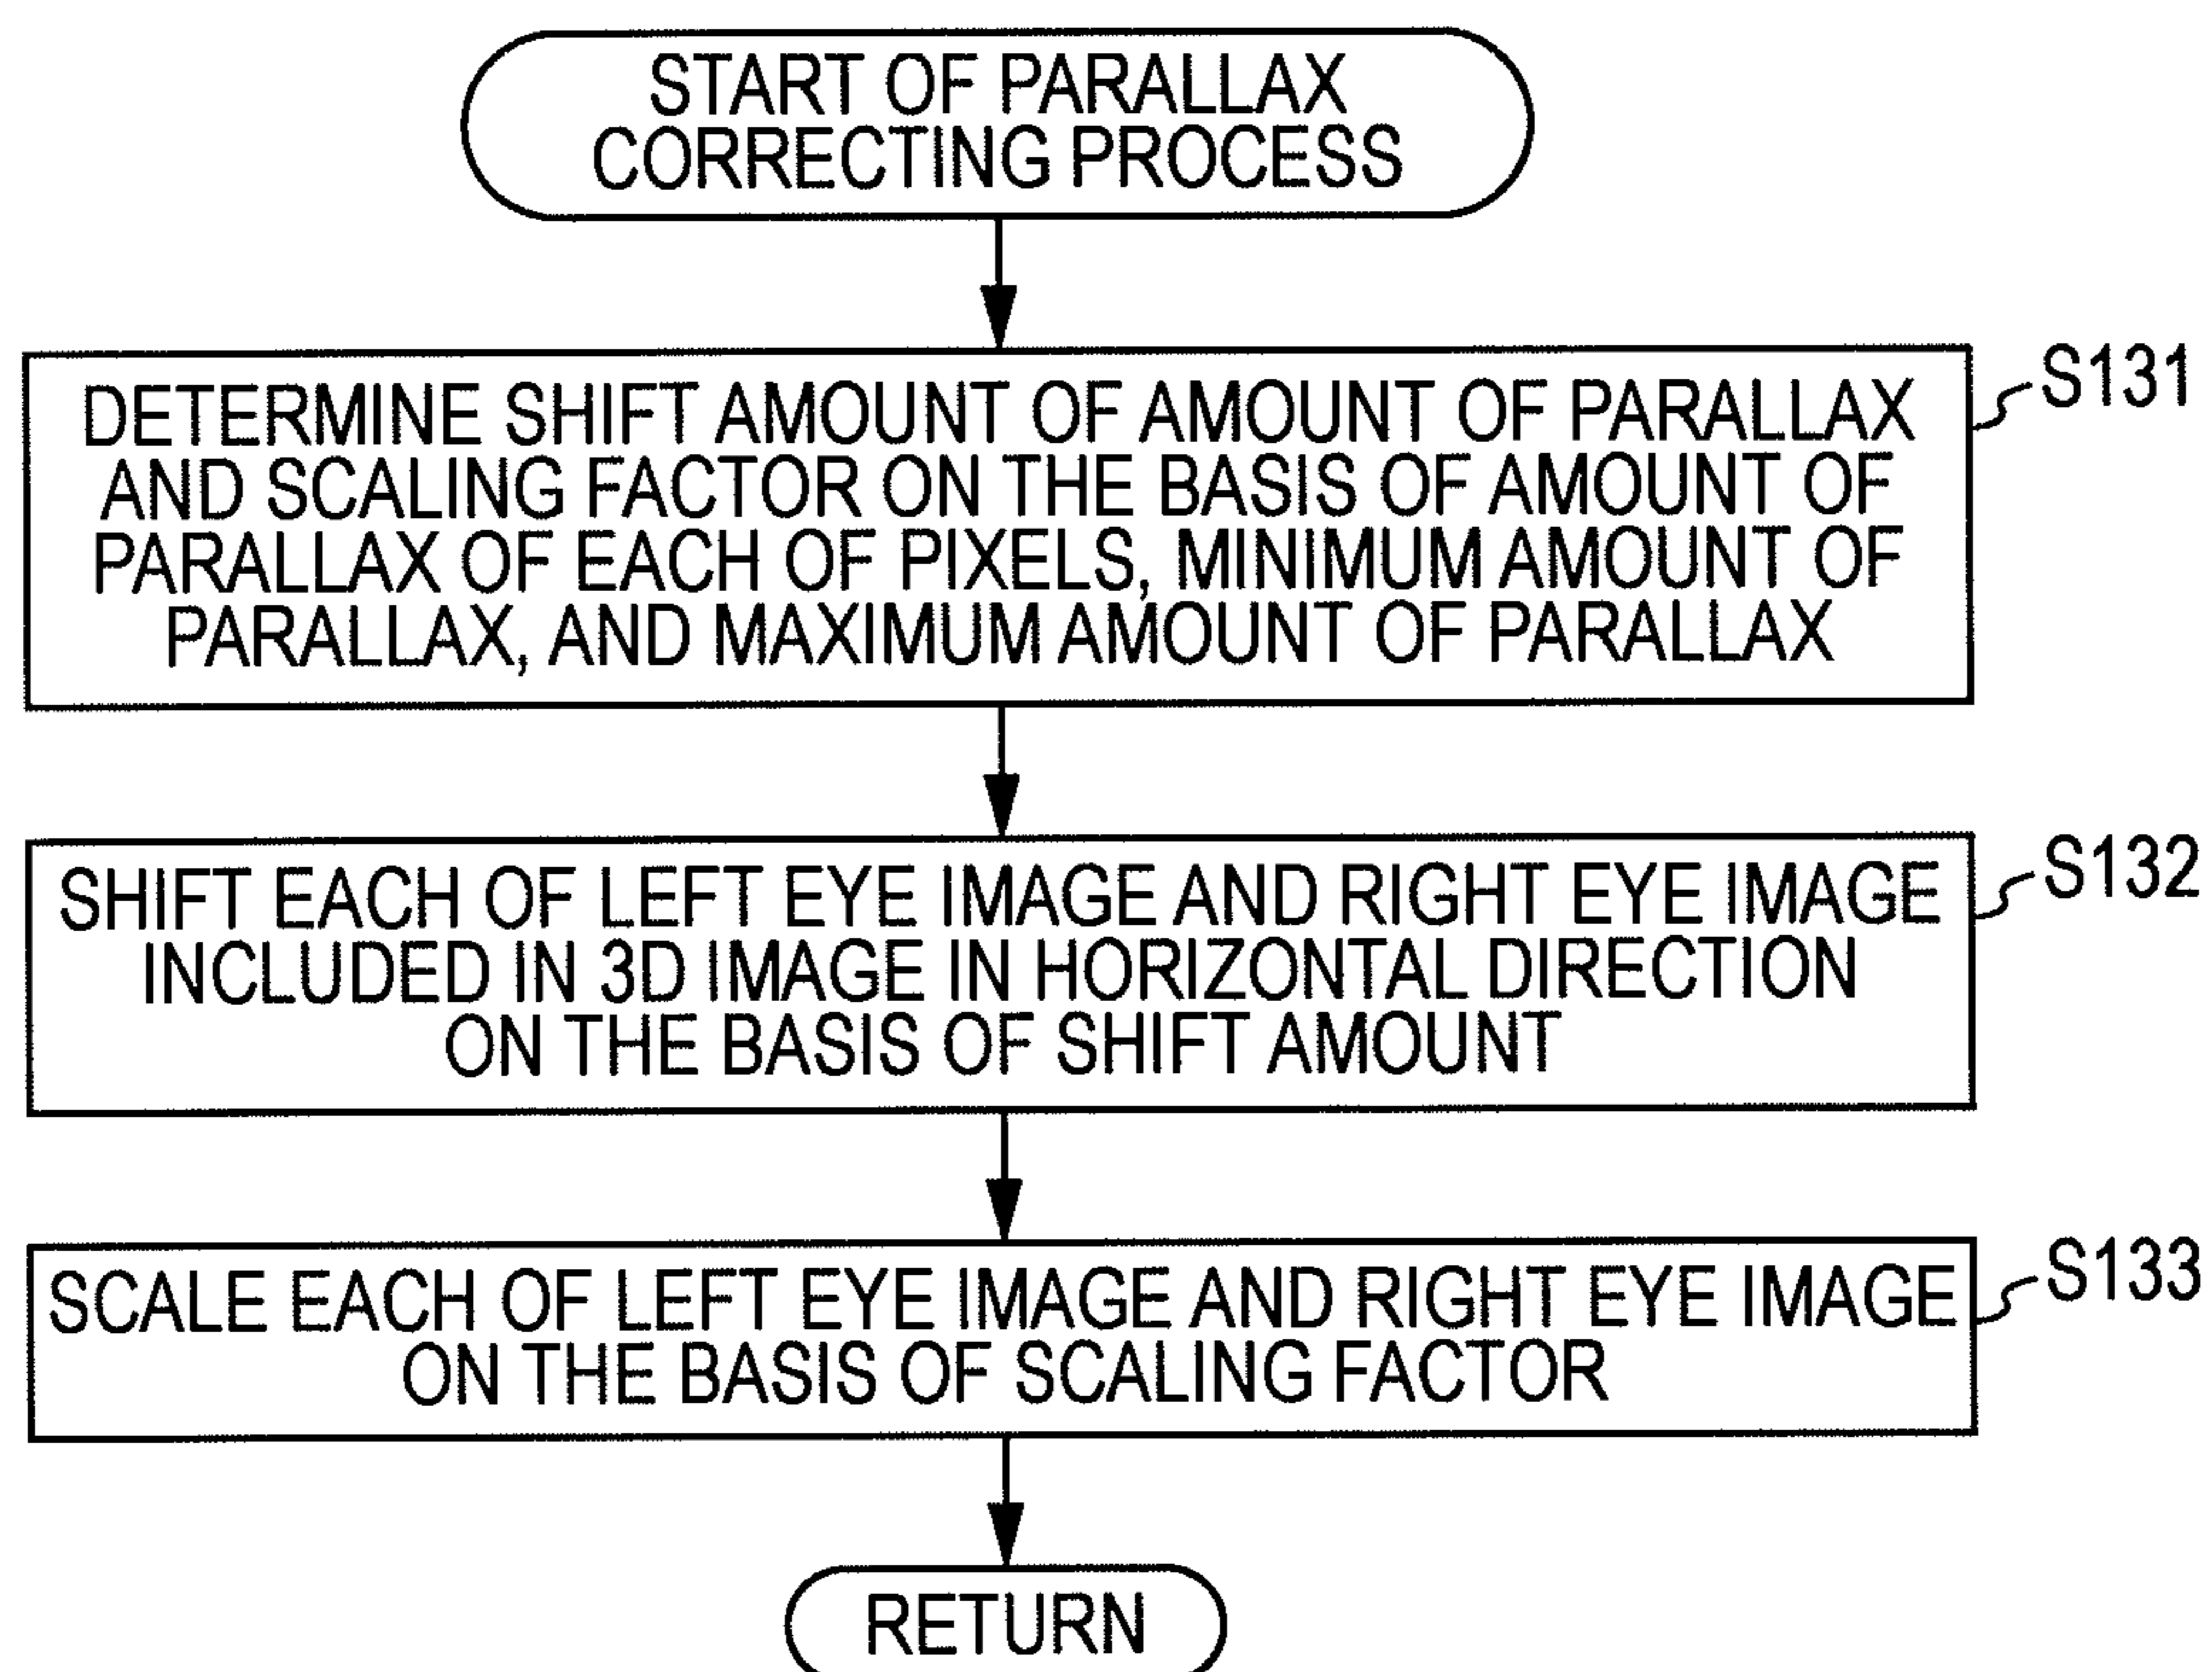 START OF PARALLAX
CORRECTING PROCESS
DETERMINE SHIFT AMOUNT OF AMOUNT OF PARALLAX
AND SCALING FACTOR ON THE BASIS OF AMOUNT OF
PARALLAX OF EACH OF PIXELS, MINIMUM AMOUNT OF
PARALLAX, AND MAXIMUM AMOUNT OF PARALLAX
S131
SHIFT EACH OF LEFT EYE IMAGE AND RIGHT EYE IMAGE
INCLUDED IN 3D IMAGE IN HORIZONTAL DIRECTION
ON THE BASIS OF SHIFT AMOUNT
S132
SCALE EACH OF LEFT EYE IMAGE AND RIGHT EYE IMAGE
ON THE BASIS OF SCALING FACTOR
S133
RETURN